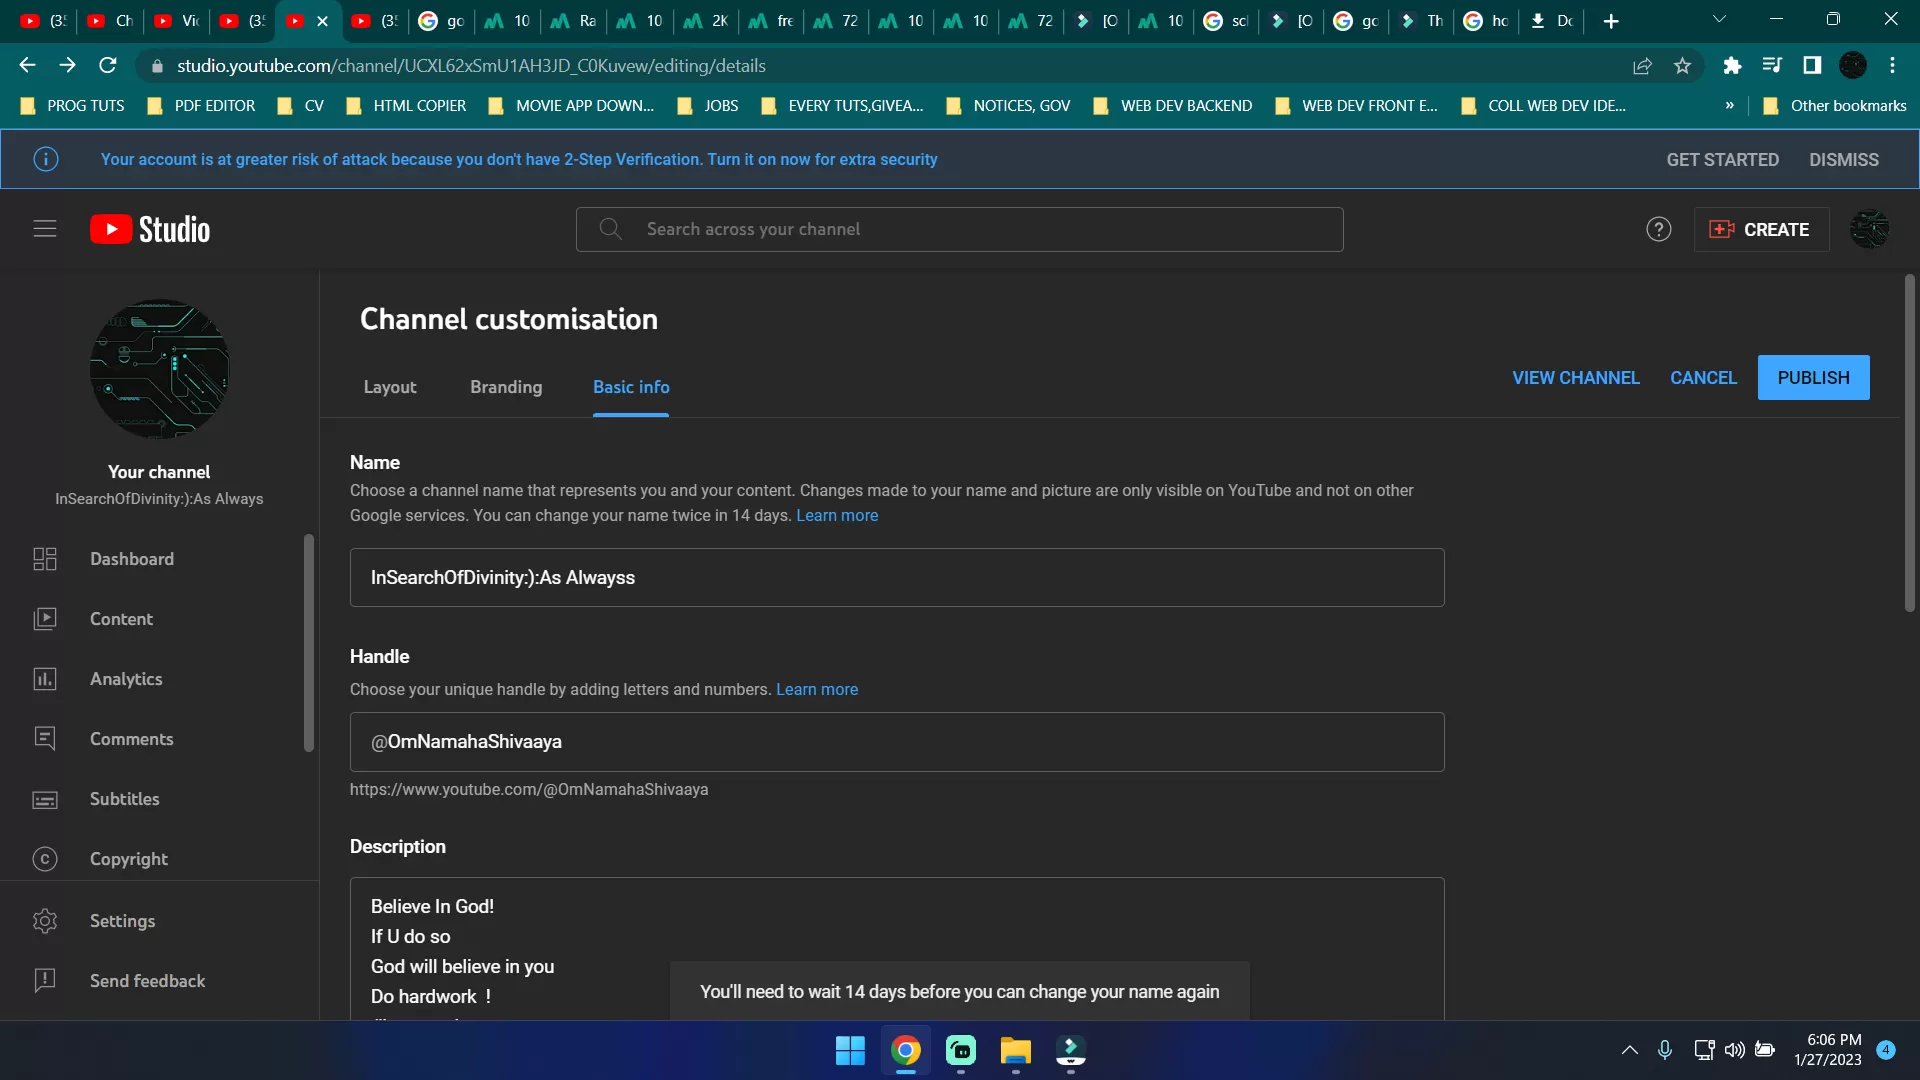 (35
Ch
Vi
(35
(35
go
10
Ra
10
2K
fre
72
10
10
72
[O
10
scl
[O
go
Th
ho
Do
studio.youtube.com/channel/UCXL62xSmU1AH3JD_C0Kuvew/editing/details
PROG TUTS
PDF EDITOR
CV
HTML COPIER
MOVIE APP DOWN...
JOBS
EVERY TUTS,GIVEA...
NOTICES, GOV
WEB DEV BACKEND
WEB DEV FRONT E...
COLL WEB DEV IDE...
»
Other bookmarks
Your account is at greater risk of attack because you don't have 2-Step Verification. Turn it on now for extra security
GET STARTED
DISMISS
Studio
Search across your channel
CREATE
Your channel
InSearchOfDivinity:):As Always
Dashboard
Content
Analytics
Comments
Subtitles
Copyright
Settings
Send feedback
Channel customisation
Layout
Branding
Basic info
VIEW CHANNEL
CANCEL
PUBLISH
Name
Choose a channel name that represents you and your content. Changes made to your name and picture are only visible on YouTube and not on other
Google services. You can change your name twice in 14 days. Learn more
InSearchOfDivinity:):As Alwayss
Handle
Choose your unique handle by adding letters and numbers. Learn more
@OmNamahaShivaaya
https://www.youtube.com/@OmNamahaShivaaya
Description
Believe In God!
If U do so
God will believe in you
Do hardwork !
You'll need to wait 14 days before you can change your name again
6:06 PM
1/27/2023
4